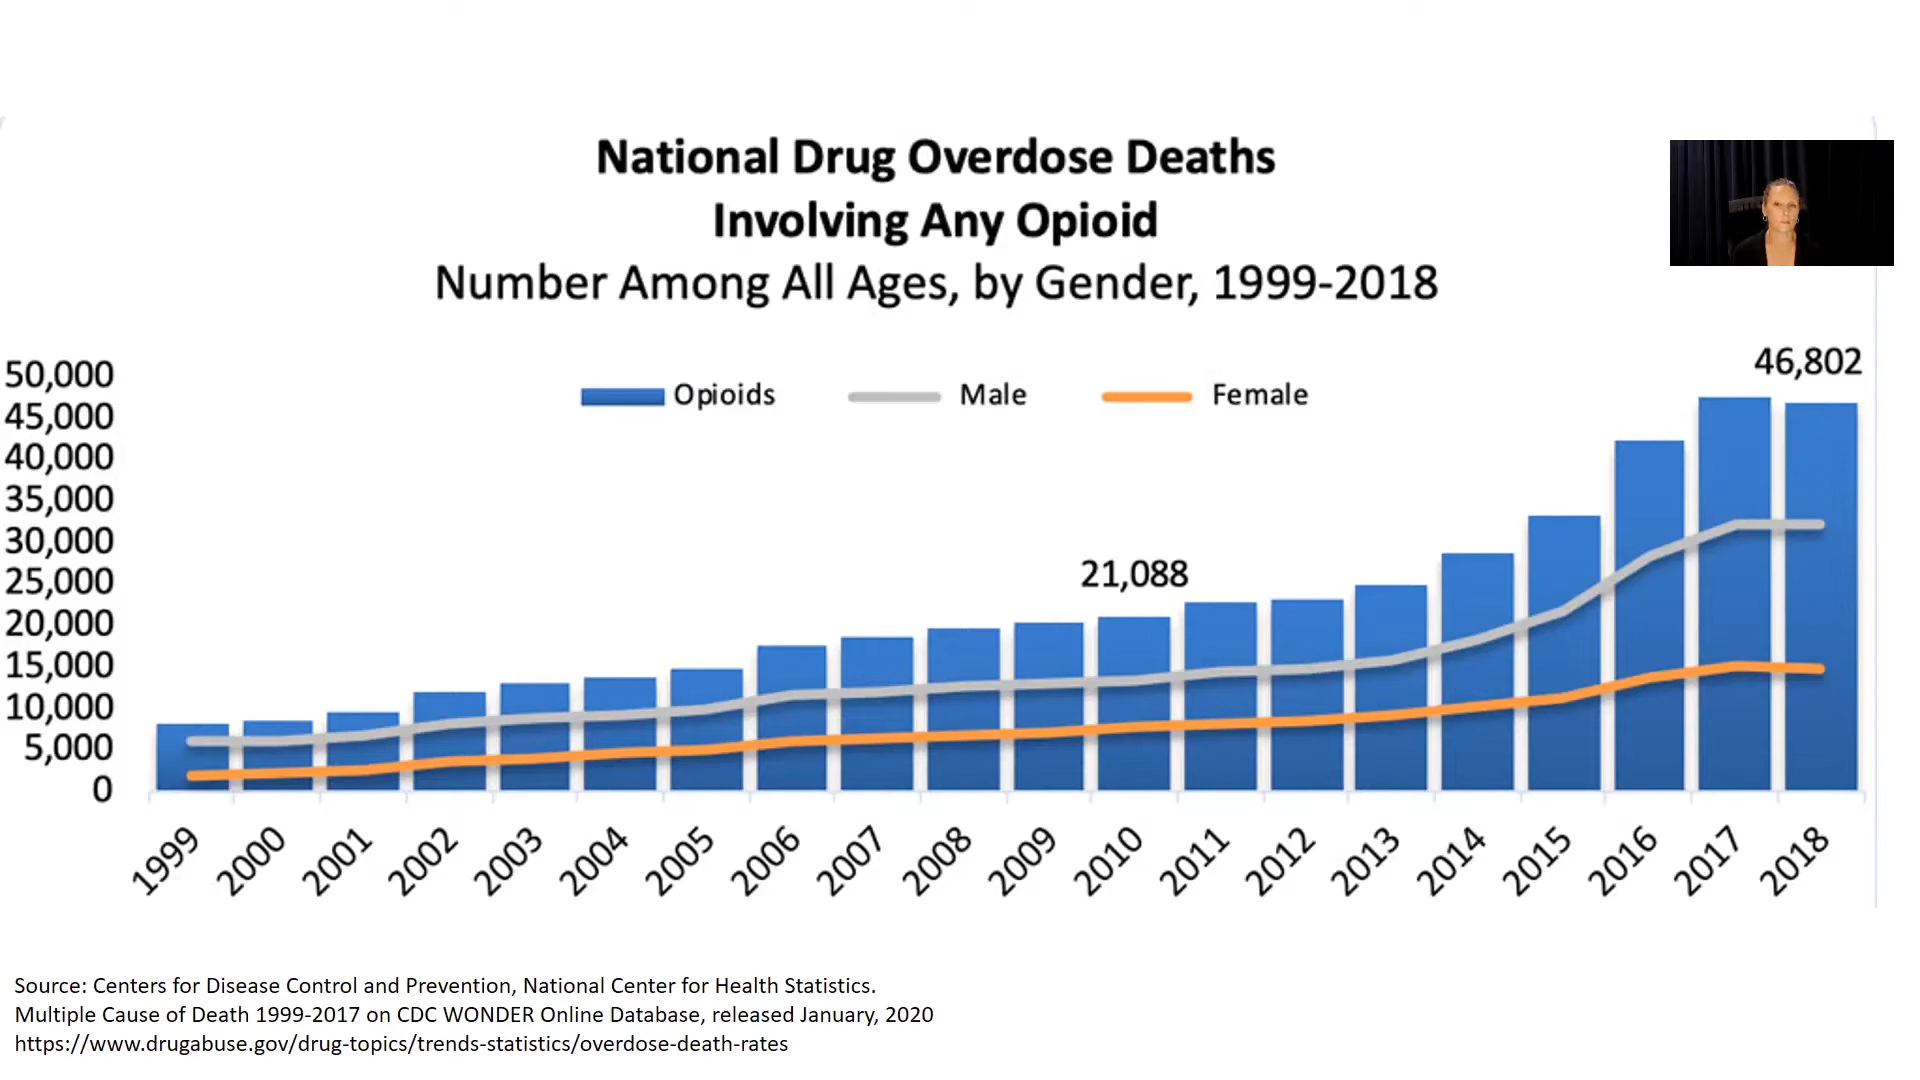 National Drug Overdose Deaths
Involving Any Opioid
Number Among All Ages, by Gender, 1999-2018
50,000
45,000
40,000
35,000
30,000
25,000
20,000
15,000
10,000
5,000
0
Opioids Male Female
46,802
21,088
1999 2000 2001 2002 2003 2004 2005 2006 2007 2008 2009 2010 2011 2012 2013 2014 2015 2016 2017 2018
Source: Centers for Disease Control and Prevention, National Center for Health Statistics.
Multiple Cause of Death 1999-2017 on CDC WONDER Online Database, released January, 2020
https://www.drugabuse.gov/drug-topics/trends-statistics/overdose-death-rates